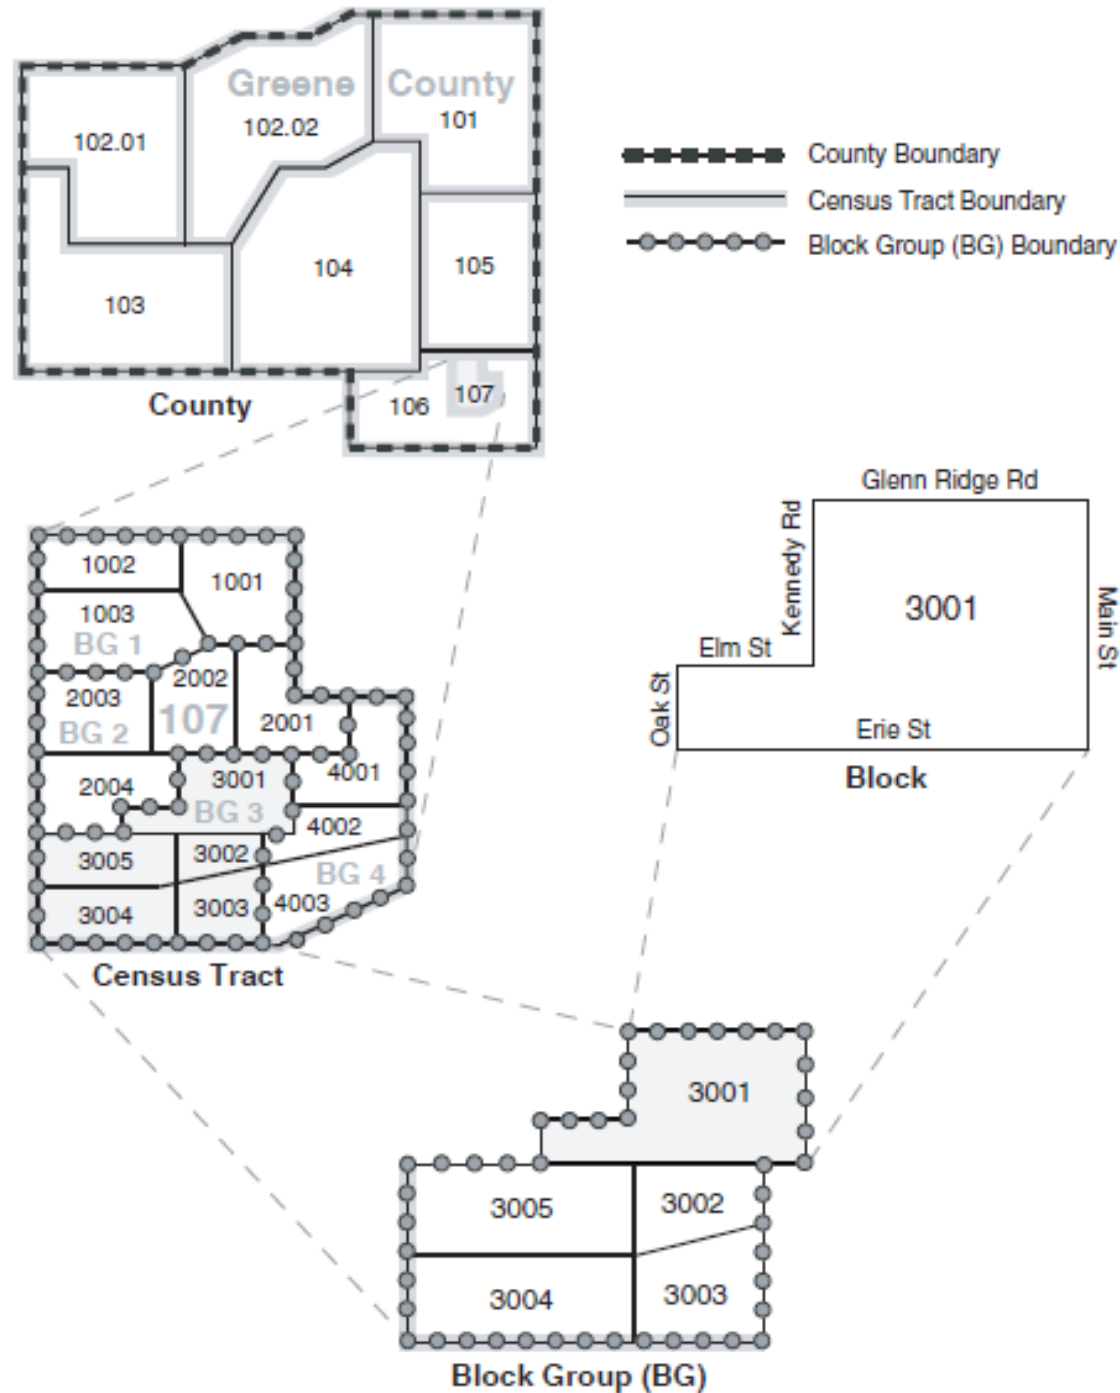 Greene County
102.01
102.02
101
104
105
103
106
107
County
County Boundary
Census Tract Boundary
Block Group (BG) Boundary
1002
1001
1003
BG 1
2002
2003
107
2001
BG 2
2004
3001
4001
BG 3
4002
3005
3002
BG 4
3004
3003
4003
Census Tract
Glenn Ridge Rd
Kennedy Rd
3001
Main St
Elm St
Oak St
Erie St
Block
3001
3005
3002
3004
3003
Block Group (BG)